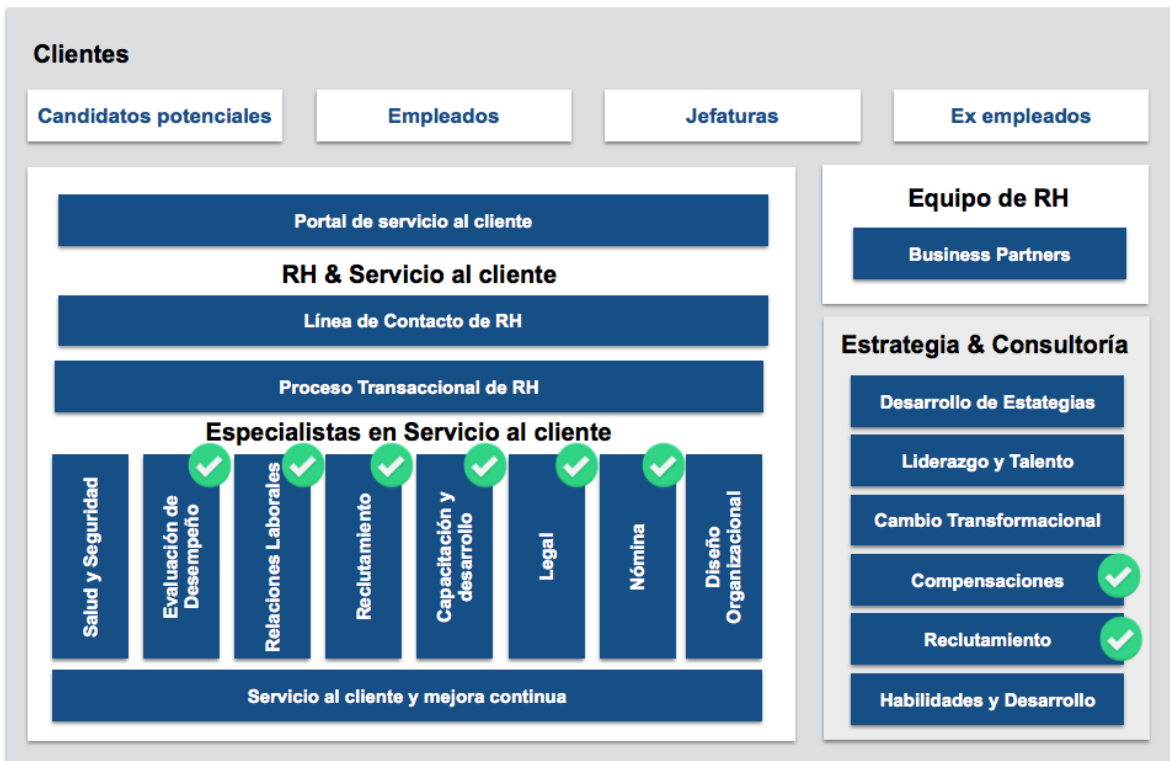 Clientes
Candidatos potenciales
Empleados
Jefaturas
Ex empleados
Portal de servicio al cliente
RH & Servicio al cliente
Línea de Contacto de RH
Proceso Transaccional de RH
Especialistas en Servicio al cliente
Salud y Seguridad
Evaluación de
Desempeño
Relaciones Laborales
Reclutamiento
Capacitación y
desarrollo
Legal
Nómina
Diseño
Organizacional
Servicio al cliente y mejora continua
Equipo de RH
Business Partners
Estrategia & Consultoría
Desarrollo de Estategias
Liderazgo y Talento
Cambio Transformacional
Compensaciones
Reclutamiento
Habilidades y Desarrollo